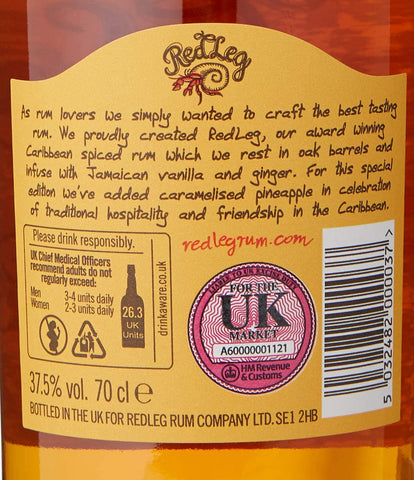 RedLeg
As rum lovers we simply wanted to craft the best tasting
rum. We proudly created RedLeg, our award winning
Caribbean spiced rum which we rest in oak barrels and
infuse with Jamaican vanilla and ginger. For this special
edition we've added caramelised pineapple in celebration
of traditional hospitality and friendship in the Caribbean.
redlegrum.com
Please drink responsibly.
UK Chief Medical Officers
recommend adults do not
regularly exceed:
Men 3-4 units daily
Women 2-3 units daily
26.3
UK
Units
drinkaware.co.uk
37.5% vol. 70 cl e
BOTTLED IN THE UK FOR REDLEG RUM COMPANY LTD. SE1 2HB
FOR THE
UK
MARKET
A60000001121
HM Revenue
& Customs
5 032482 000037 >